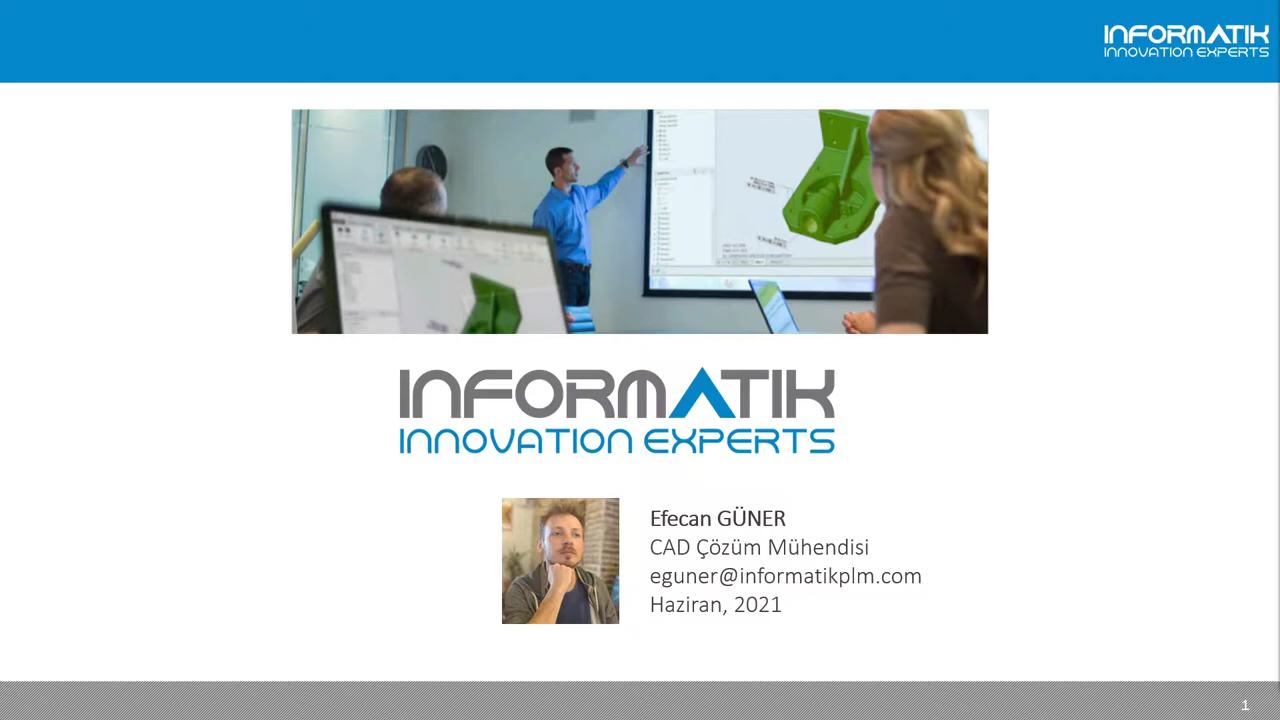 INFORMATIK
INNOVATION EXPERTS
INFORMATIK
INNOVATION EXPERTS
Efecan GÜNER
CAD Çözüm Mühendisi
eguner@informatikplm.com
Haziran, 2021
1